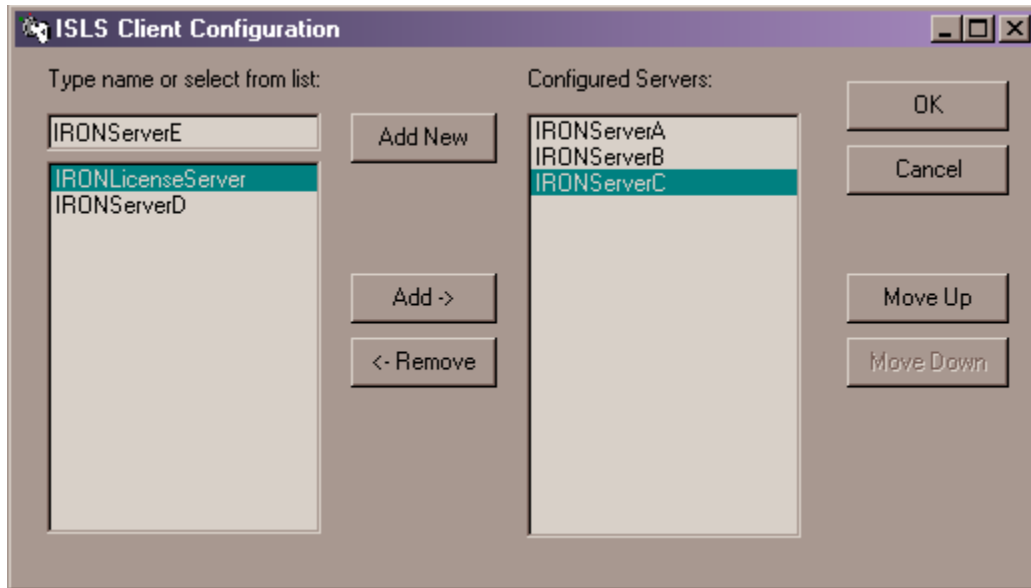 ISLS Client Configuration
Type name or select from list:
IRONServerE
Add New
IRONLicenseServer
IRONServerD
Add ->
<- Remove
Configured Servers:
IRONServerA
IRONServerB
IRONServerC
OK
Cancel
Move Up
Move Down